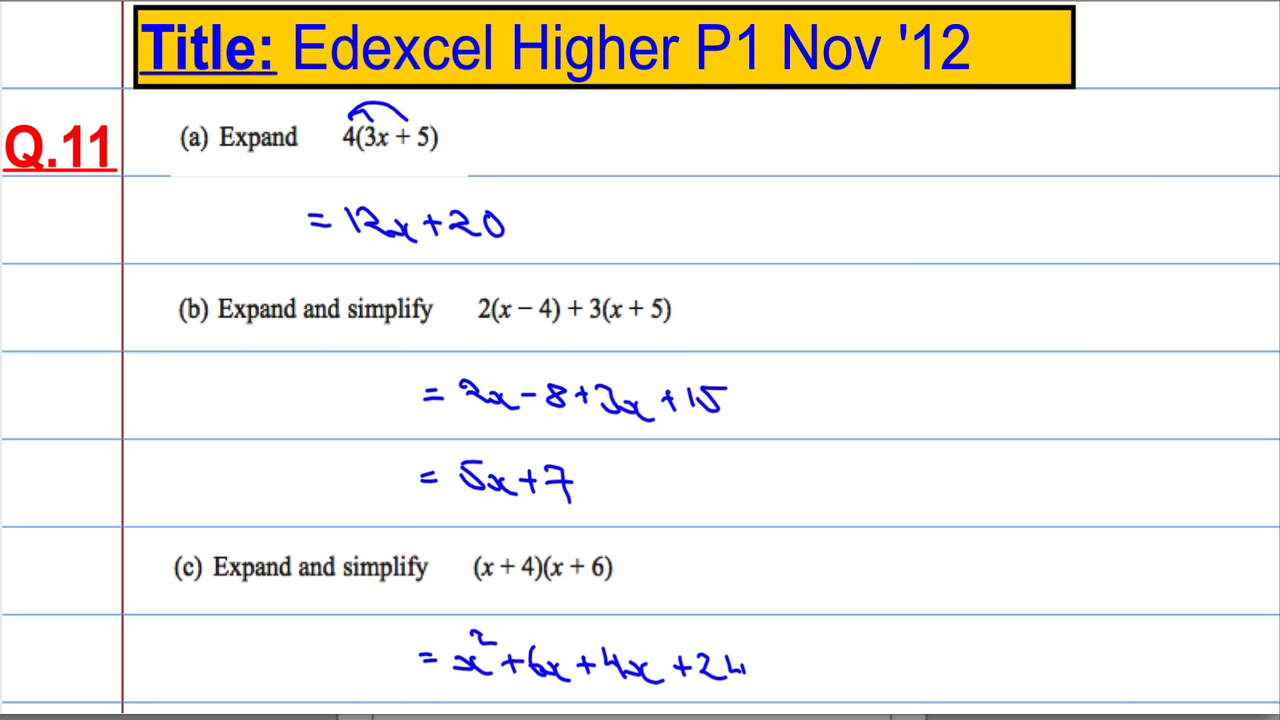 Title: Edexcel Higher P1 Nov '12
Q.11
(a) Expand 4(3x + 5)
= 12x + 20
(b) Expand and simplify 2(x − 4) + 3(x + 5)
= 2x − 8 + 3x + 15
= 5x + 7
(c) Expand and simplify (x + 4)(x + 6)
= x² + 6x + 4x + 24